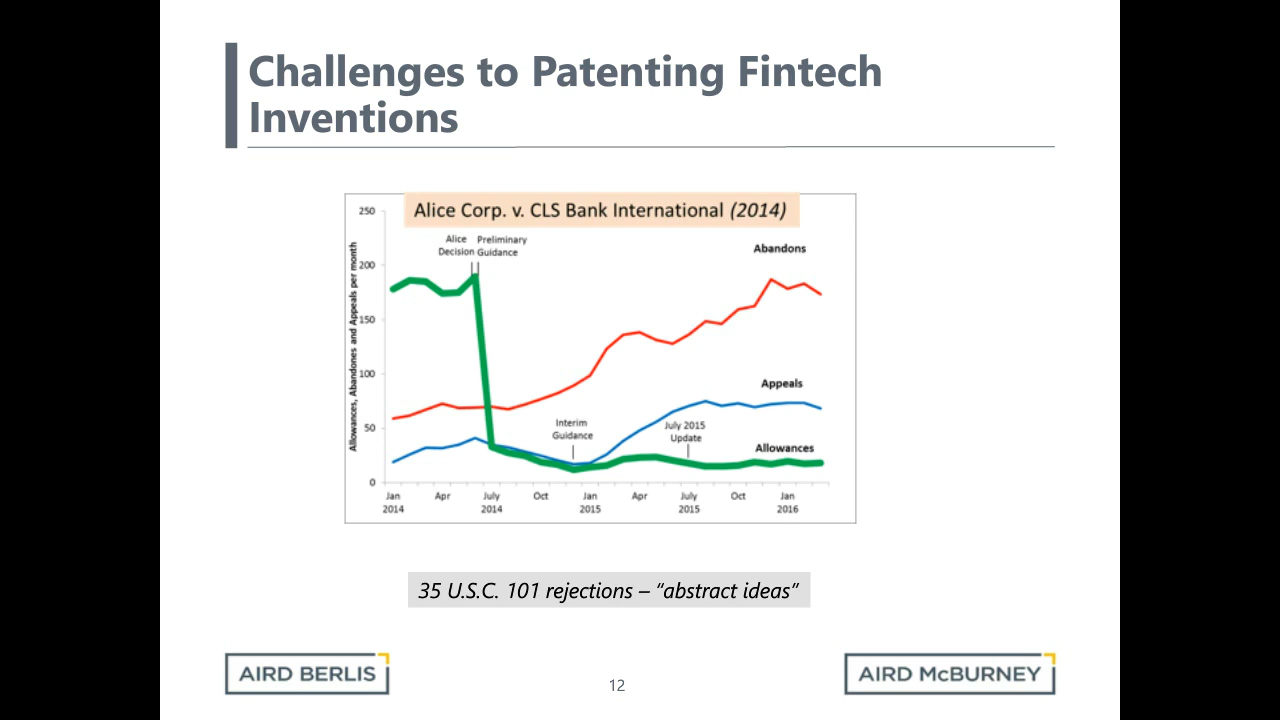 Challenges to Patenting Fintech
Inventions
Alice Corp. v. CLS Bank International (2014)
Allowances, Abandones and Appeals per month
250
200
150
100
50
0
Alice
Decision
Preliminary
Guidance
Abandons
Appeals
Interim
Guidance
July 2015
Update
Allowances
Jan
2014
Apr
July
2014
Oct
Jan
2015
Apr
July
2015
Oct
Jan
2016
35 U.S.C. 101 rejections – “abstract ideas”
AIRD BERLIS
12
AIRD MCBURNEY